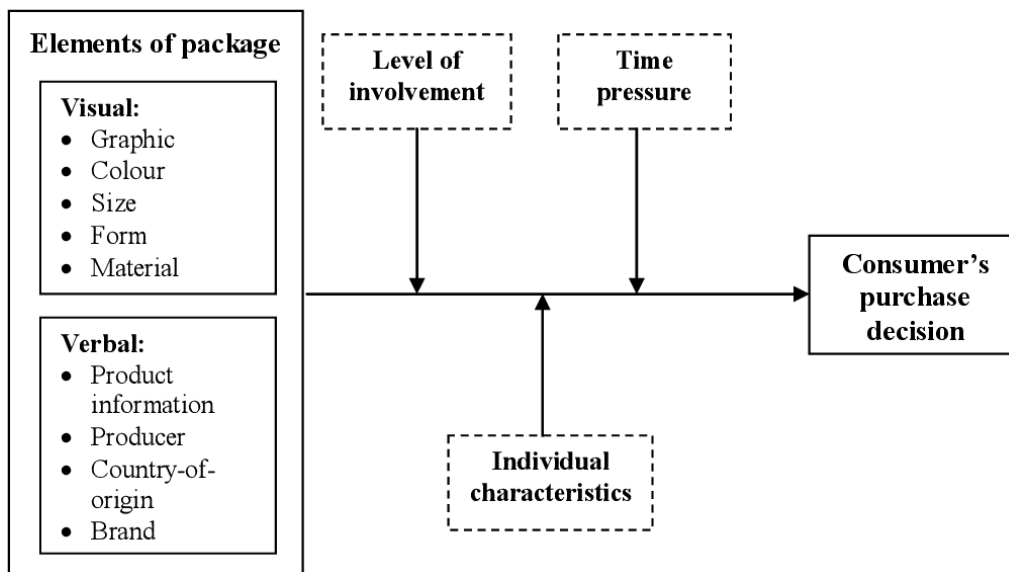 Elements of package
Visual:
• Graphic
• Colour
• Size
• Form
• Material
Verbal:
• Product
information
• Producer
• Country-of-
origin
• Brand
Level of
involvement
Time
pressure
Individual
characteristics
Consumer’s
purchase
decision